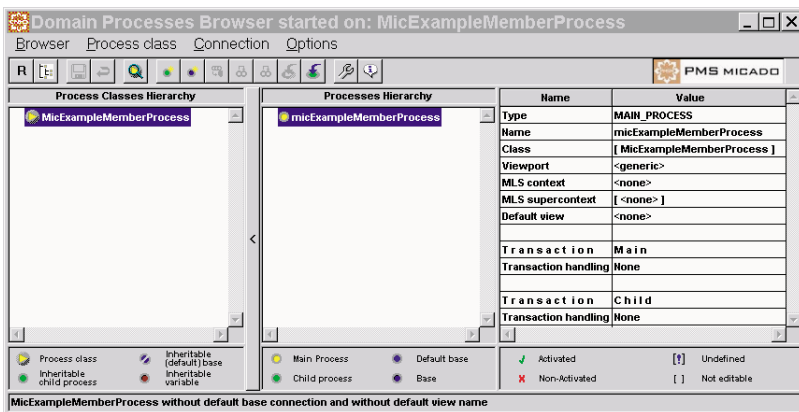 Domain Processes Browser started on: MicExampleMemberProcess
Browser Process class Connection Options
R PMS MICADO
Process Classes Hierarchy
MicExampleMemberProcess
<
Processes Hierarchy
micExampleMemberProcess
Name Value
Type MAIN_PROCESS
Name micExampleMemberProcess
Class [ MicExampleMemberProcess ]
Viewport <generic>
MLS context <none>
MLS supercontext [ <none> ]
Default view <none>
Transaction Main
Transaction handling None
Transaction Child
Transaction handling None
Process class
Inheritable
(default) base
Inheritable
child process
Inheritable
variable
Main Process Default base
Child process Base
Activated [!] Undefined
Non-Activated [ ] Not editable
MicExampleMemberProcess without default base connection and without default view name